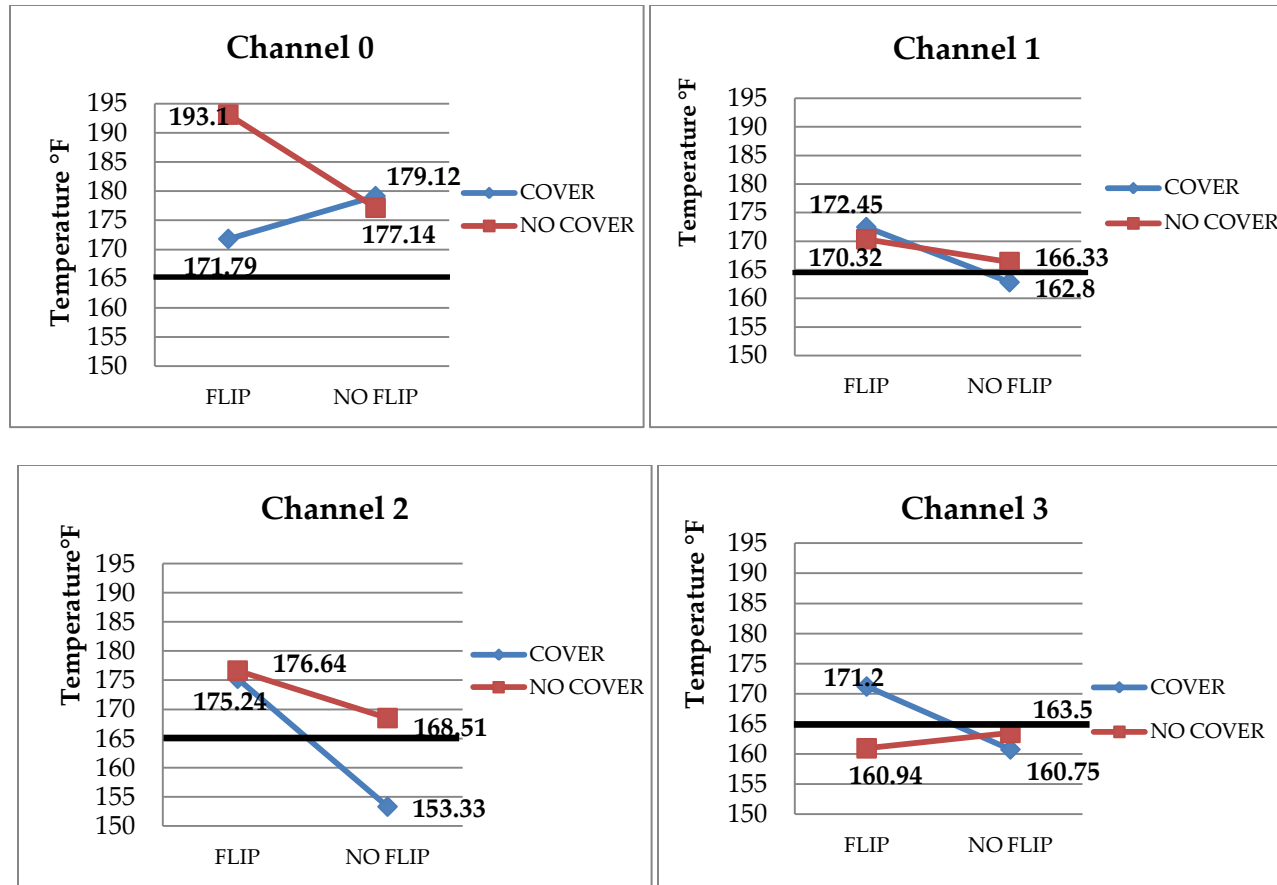 Channel 0
Temperature °F
195
190
185
180
175
170
165
160
155
150
193.1
179.12
177.14
171.79
FLIP
NO FLIP
COVER
NO COVER
Channel 1
Temperature °F
195
190
185
180
175
170
165
160
155
150
172.45
170.32
166.33
162.8
FLIP
NO FLIP
COVER
NO COVER
Channel 2
Temperature°F
195
190
185
180
175
170
165
160
155
150
176.64
175.24
168.51
153.33
FLIP
NO FLIP
COVER
NO COVER
Channel 3
Temperature °F
195
190
185
180
175
170
165
160
155
150
171.2
163.5
160.94
160.75
FLIP
NO FLIP
COVER
NO COVER